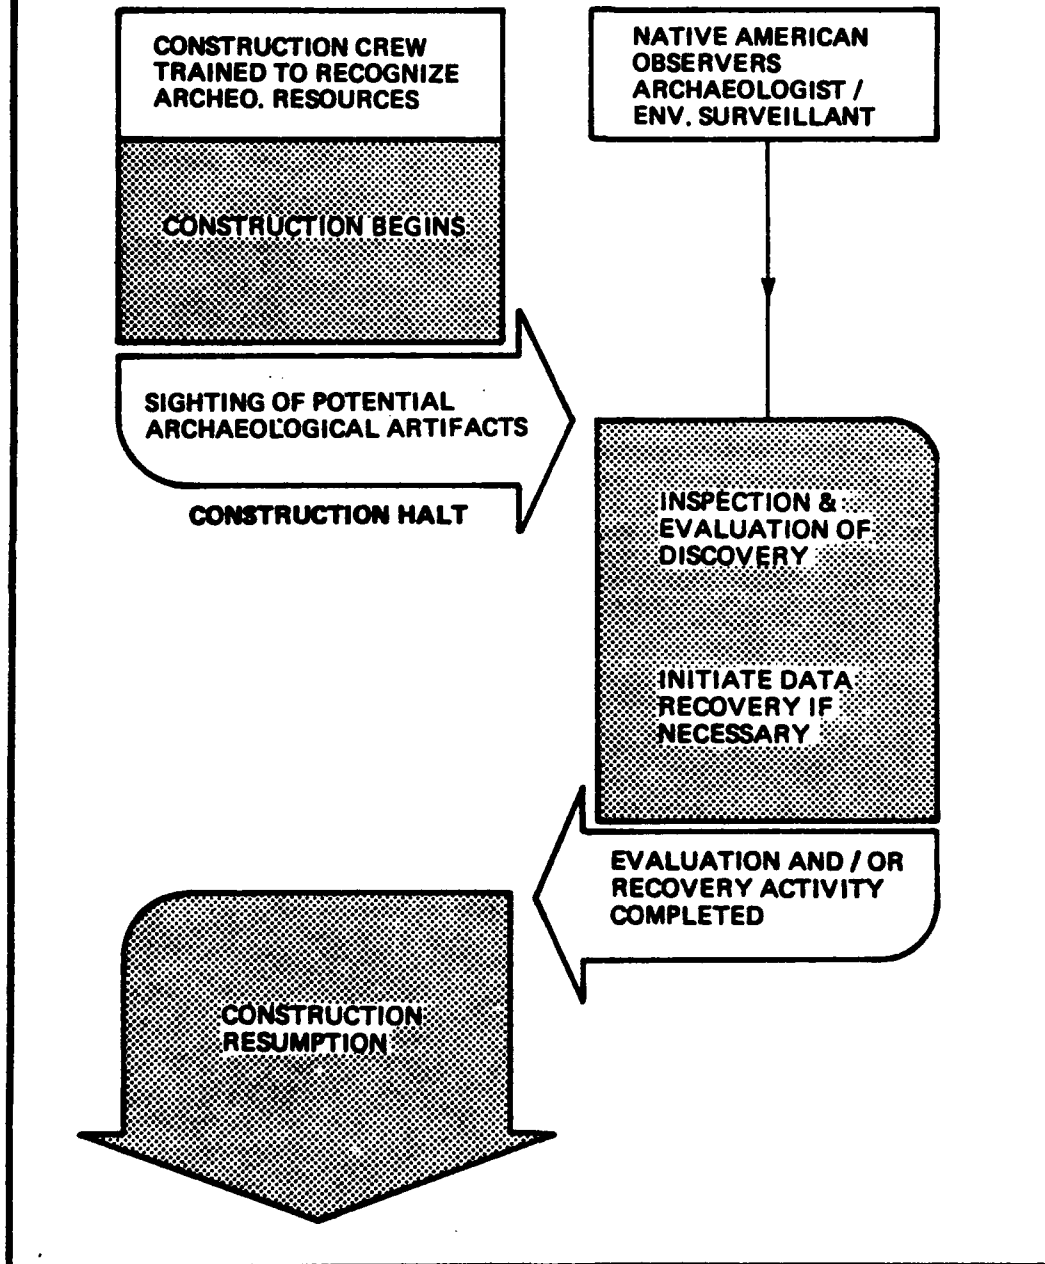 CONSTRUCTION CREW
TRAINED TO RECOGNIZE
ARCHEO. RESOURCES
NATIVE AMERICAN
OBSERVERS
ARCHAEOLOGIST /
ENV. SURVEILLANT
CONSTRUCTION BEGINS
SIGHTING OF POTENTIAL
ARCHAEOLOGICAL ARTIFACTS
CONSTRUCTION HALT
INSPECTION &
EVALUATION OF
DISCOVERY
INITIATE DATA
RECOVERY IF
NECESSARY
EVALUATION AND / OR
RECOVERY ACTIVITY
COMPLETED
CONSTRUCTION
RESUMPTION